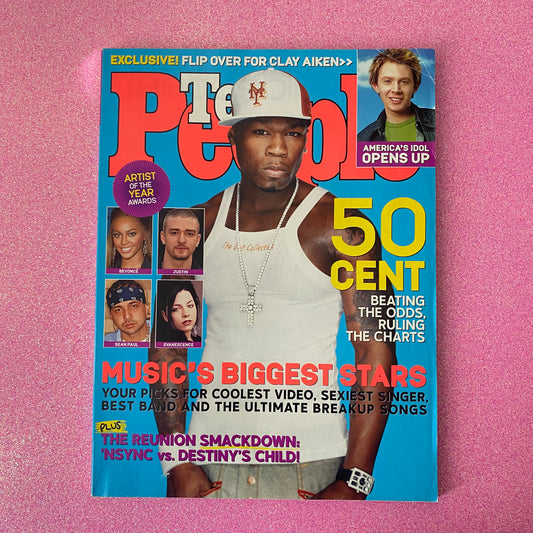 EXCLUSIVE! FLIP OVER FOR CLAY AIKEN>>
Teen
People
AMERICA'S IDOL
OPENS UP
ARTIST
OF THE
YEAR
AWARDS
BEYONCÉ
JUSTIN
SEAN PAUL
EVANESCENCE
50
CENT
BEATING
THE ODDS,
RULING
THE CHARTS
MUSIC'S BIGGEST STARS
YOUR PICKS FOR COOLEST VIDEO, SEXIEST SINGER,
BEST BAND AND THE ULTIMATE BREAKUP SONGS
PLUS
THE REUNION SMACKDOWN:
'NSYNC vs. DESTINY'S CHILD!